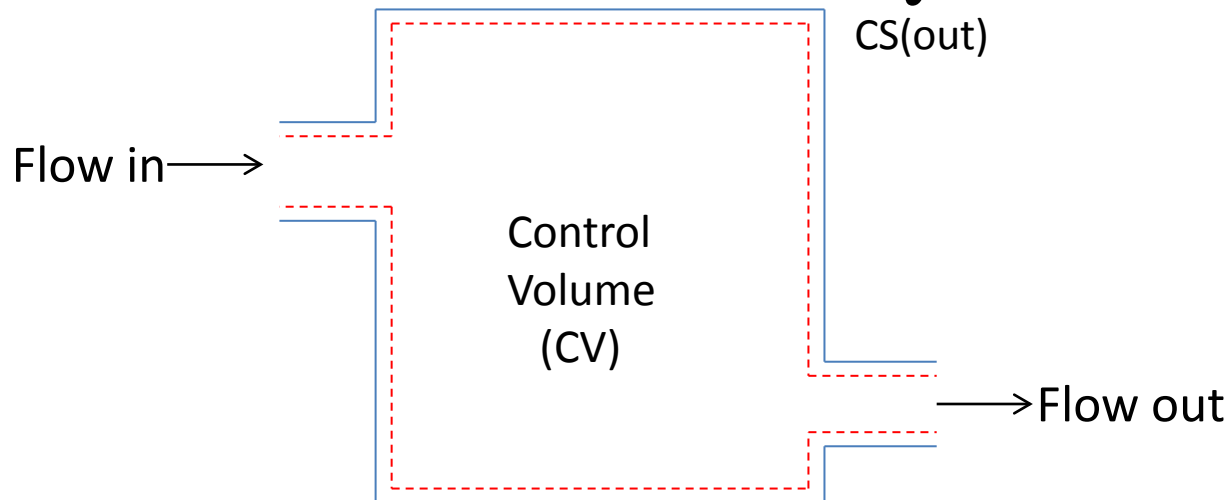 CS(out)
Flow in
Control
Volume
(CV)
Flow out